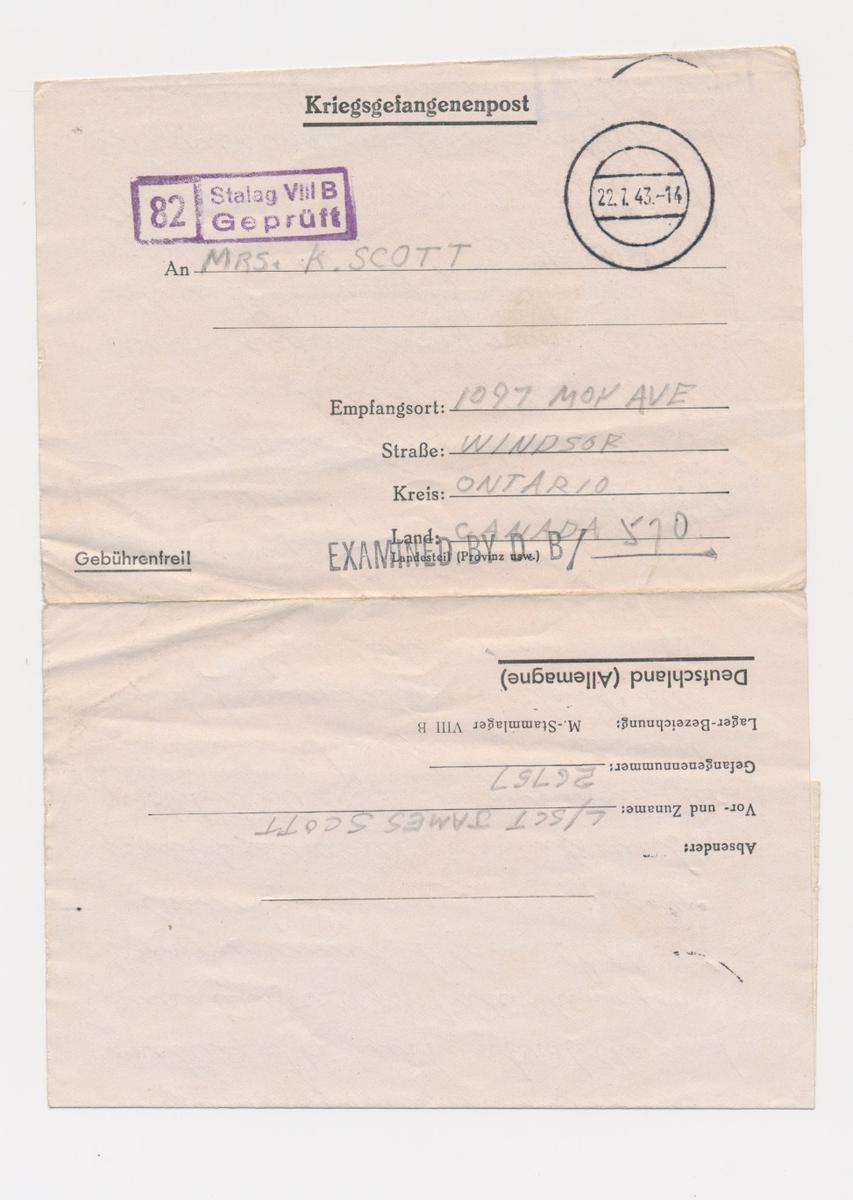 Kriegsgefangenenpost
22.7.43.-14
82 Stalag VIII B
Geprüft
An MRS. K. SCOTT
Empfangsort: 1097 MOY AVE
Straße: WINDSOR
Kreis: ONTARIO
Land: CANADA
Landesteil (Provinz usw.)
Gebührenfrei!
EXAMINED BY D. B/ 510
Absender:
Vor- und Zuname: L/SGT JAMES SCOTT
Gefangenennummer: 26757
Lager-Bezeichnung: M.-Stammlager VIII B
Deutschland (Allemagne)